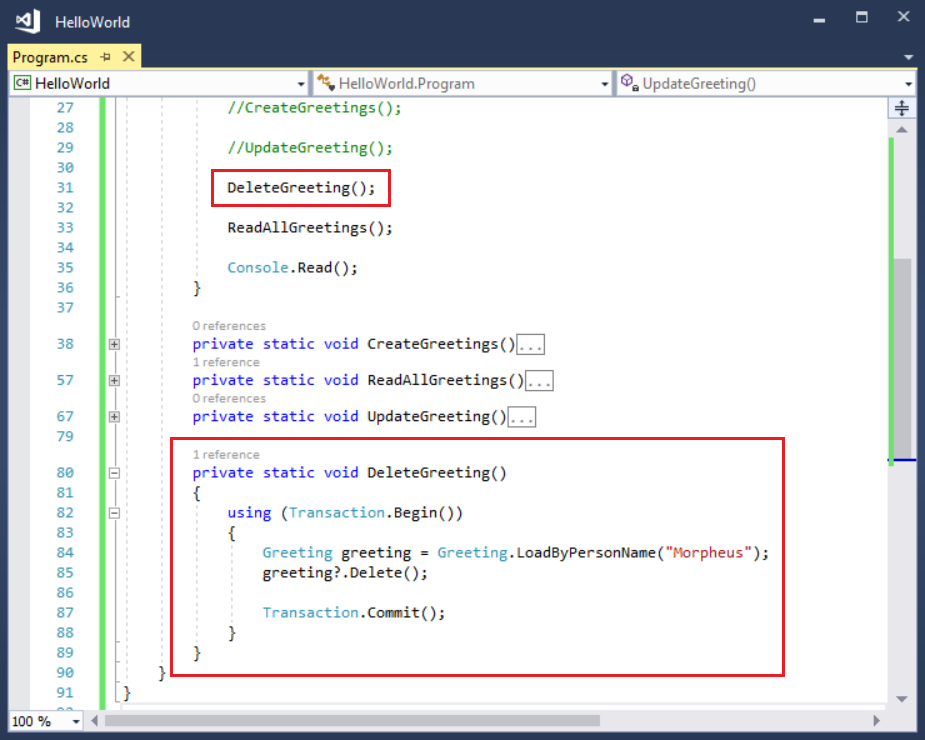 HelloWorld
Program.cs
C# HelloWorld HelloWorld.Program UpdateGreeting()
27 //CreateGreetings();
28
29 //UpdateGreeting();
30
31 DeleteGreeting();
32
33 ReadAllGreetings();
34
35 Console.Read();
36 }
37
0 references
38 private static void CreateGreetings()...
1 reference
57 private static void ReadAllGreetings()...
0 references
67 private static void UpdateGreeting()...
79
1 reference
80 private static void DeleteGreeting()
81 {
82 using (Transaction.Begin())
83 {
84 Greeting greeting = Greeting.LoadByPersonName("Morpheus");
85 greeting?.Delete();
86
87 Transaction.Commit();
88 }
89 }
90 }
91 }
100 %